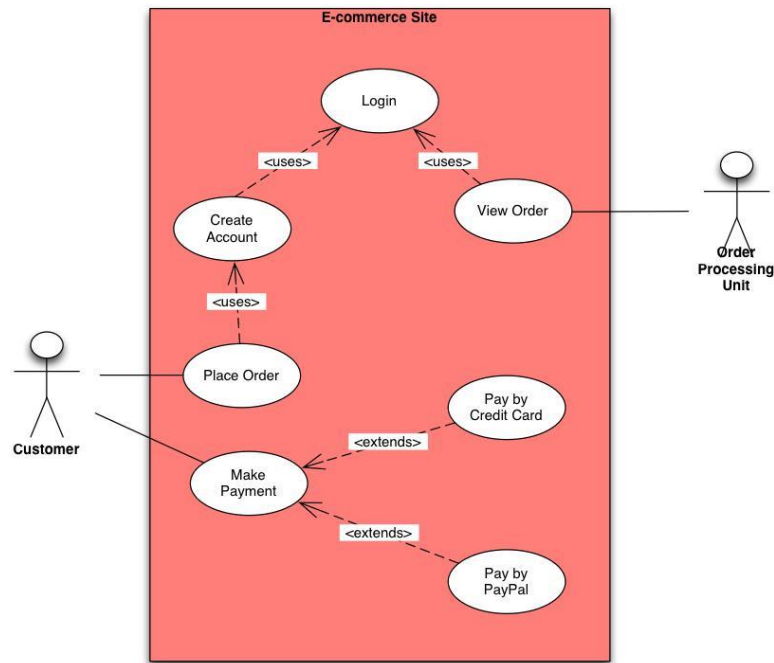 E-commerce Site
Login
<uses>
<uses>
Create
Account
View Order
Order
Processing
Unit
<uses>
Place Order
Customer
Pay by
Credit Card
<extends>
Make
Payment
<extends>
Pay by
PayPal